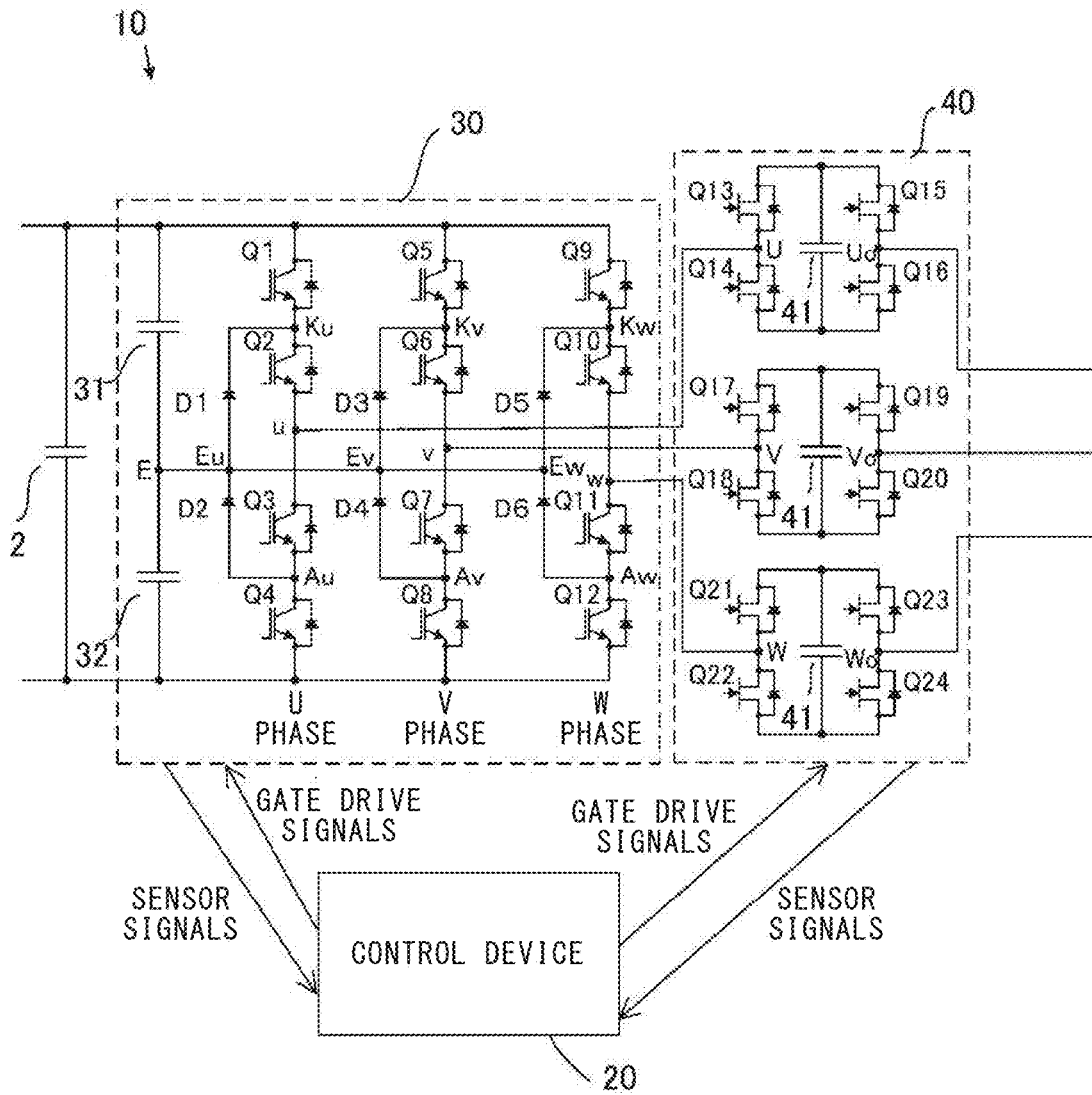 10
30
40
Q1
Q5
Q9
Ku
Kv
Kw
Q2
Q6
Q10
31
D1
D3
D5
u
v
E
Eu
Ev
Ew
w
2
D2
D4
D6
Q3
Q7
Q11
Au
Av
Aw
Q4
Q8
Q12
32
U
PHASE
V
PHASE
W
PHASE
Q13
Q15
U
Uo
Q14
Q16
41
Q17
Q19
V
Vo
Q18
Q20
41
Q21
Q23
W
Wo
Q22
Q24
41
GATE DRIVE
SIGNALS
GATE DRIVE
SIGNALS
SENSOR
SIGNALS
SENSOR
SIGNALS
CONTROL DEVICE
20